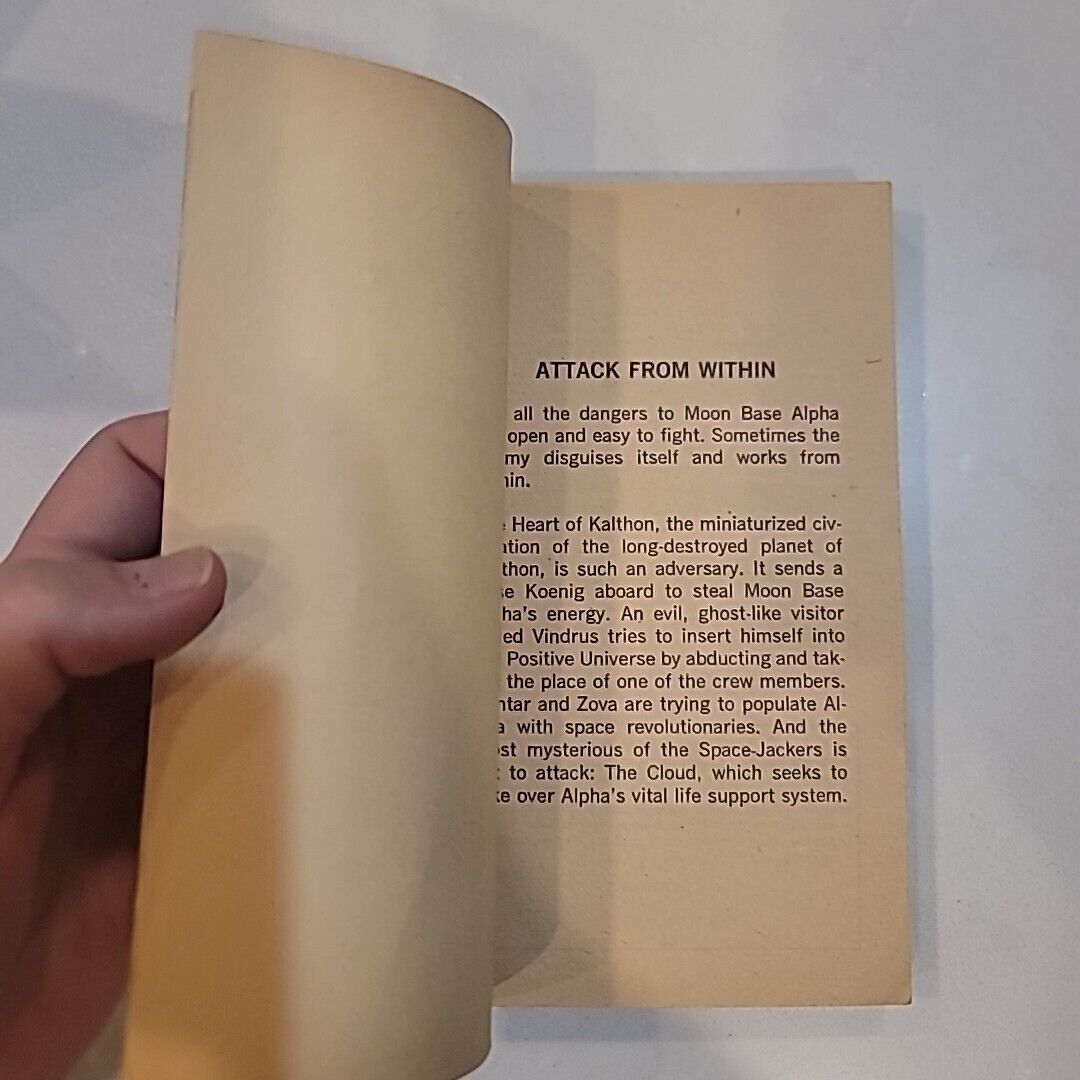 ATTACK FROM WITHIN
all the dangers to Moon Base Alpha
open and easy to fight. Sometimes the
my disguises itself and works from
hin.
Heart of Kalthon, the miniaturized civ-
ation of the long-destroyed planet of
thon, is such an adversary. It sends a
e Koenig aboard to steal Moon Base
ha's energy. An evil, ghost-like visitor
ed Vindrus tries to insert himself into
Positive Universe by abducting and tak-
the place of one of the crew members.
ntar and Zova are trying to populate Al-
a with space revolutionaries. And the
st mysterious of the Space-Jackers is
to attack: The Cloud, which seeks to
e over Alpha's vital life support system.